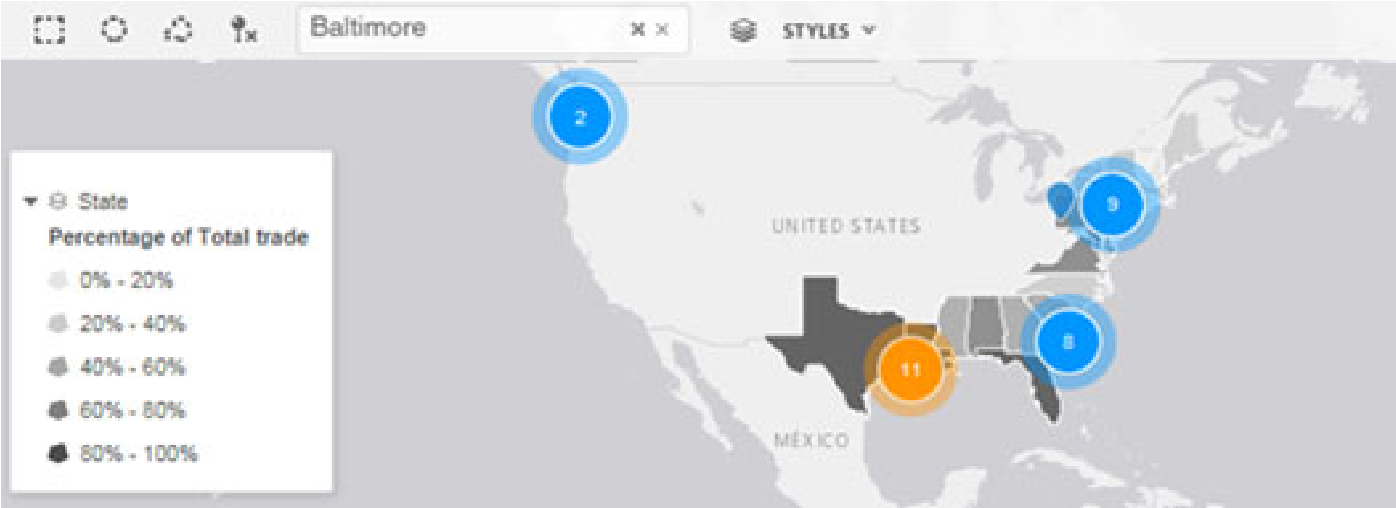 Baltimore
STYLES
State
Percentage of Total trade
0% - 20%
20% - 40%
40% - 60%
60% - 80%
80% - 100%
2
9
UNITED STATES
8
11
MÉXICO